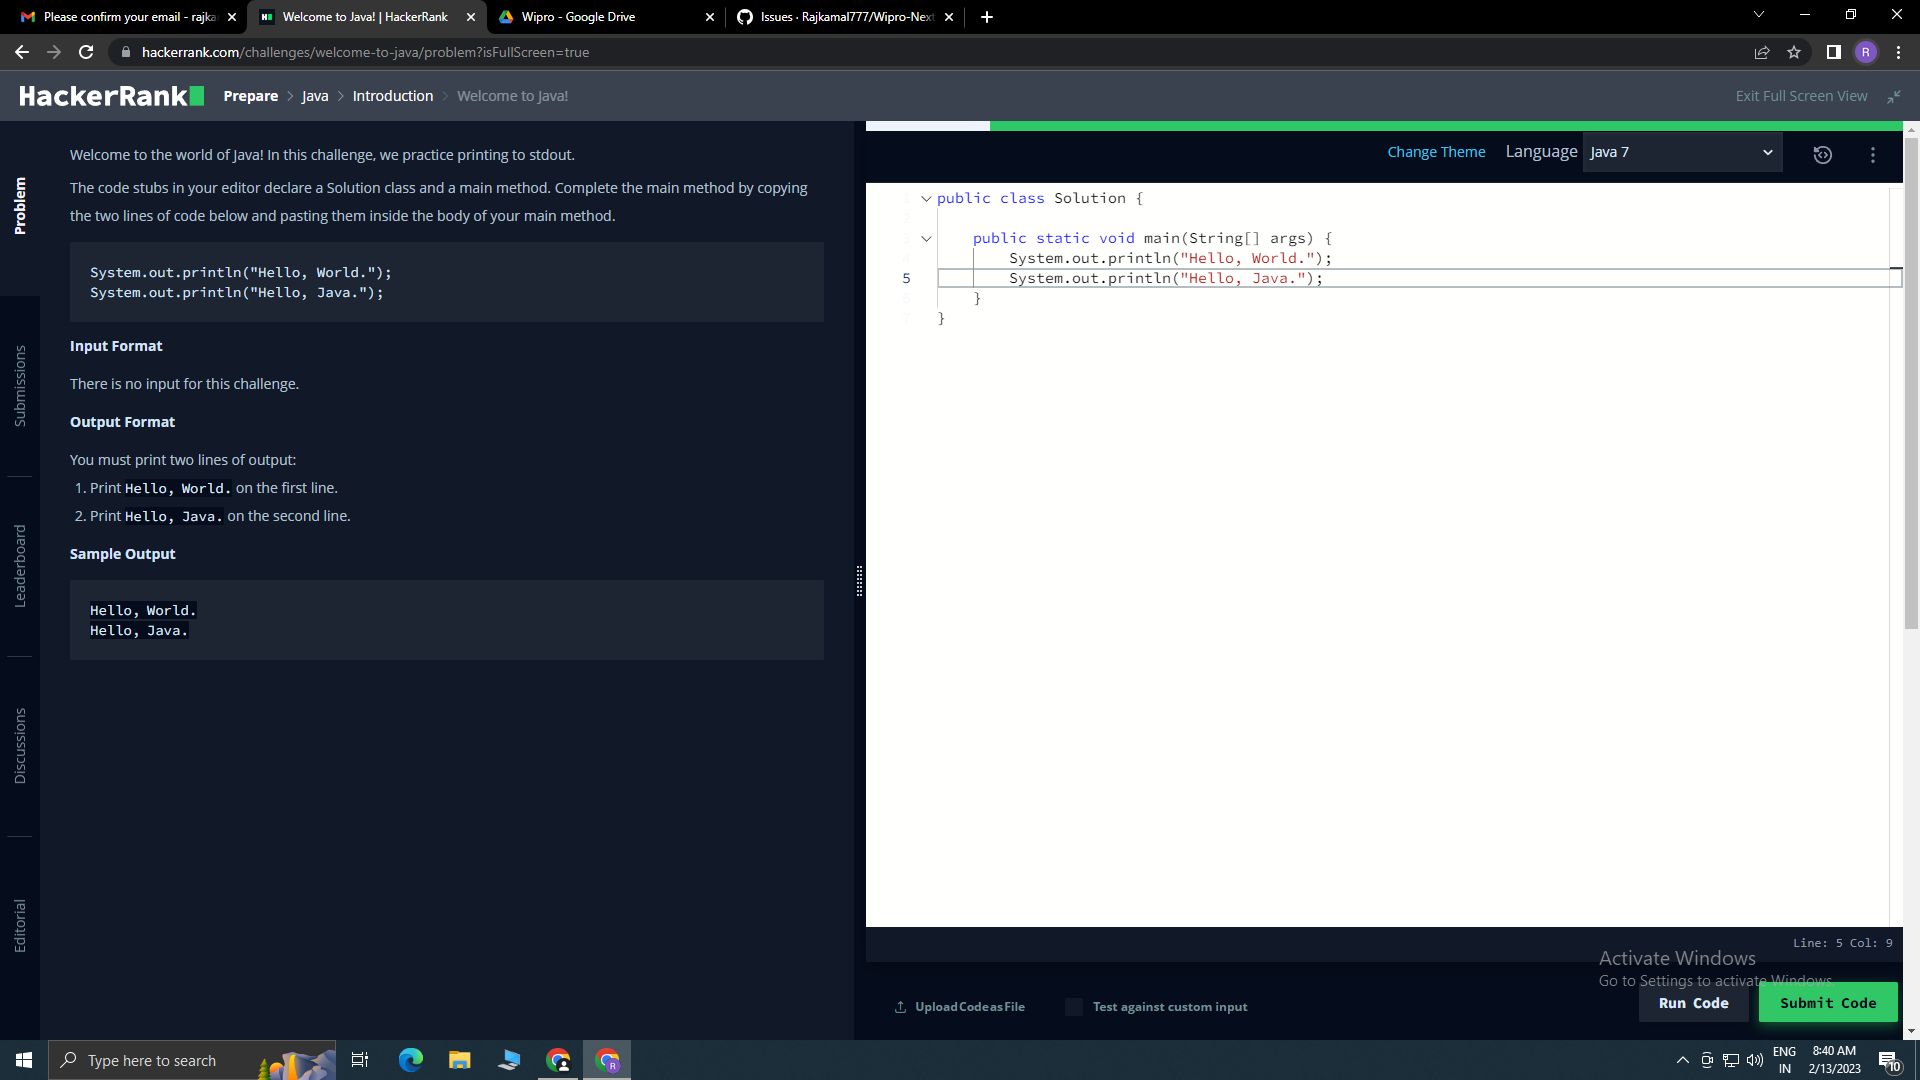 Please confirm your email - rajka
Welcome to Java! | HackerRank
Wipro - Google Drive
Issues · Rajkamal777/Wipro-Next
hackerrank.com/challenges/welcome-to-java/problem?isFullScreen=true
R
HackerRank
Prepare > Java > Introduction > Welcome to Java!
Exit Full Screen View
Problem
Submissions
Leaderboard
Discussions
Editorial
Welcome to the world of Java! In this challenge, we practice printing to stdout.
The code stubs in your editor declare a Solution class and a main method. Complete the main method by copying
the two lines of code below and pasting them inside the body of your main method.
System.out.println("Hello, World.");
System.out.println("Hello, Java.");
Input Format
There is no input for this challenge.
Output Format
You must print two lines of output:
1. Print Hello, World. on the first line.
2. Print Hello, Java. on the second line.
Sample Output
Hello, World.
Hello, Java.
Change Theme Language Java 7
1 public class Solution {
2
3 public static void main(String[] args) {
4 System.out.println("Hello, World.");
5 System.out.println("Hello, Java.");
6 }
7 }
Line: 5 Col: 9
Activate Windows
Go to Settings to activate Windows.
Upload Code as File
Test against custom input
Run Code
Submit Code
Type here to search
ENG
IN
8:40 AM
2/13/2023
10